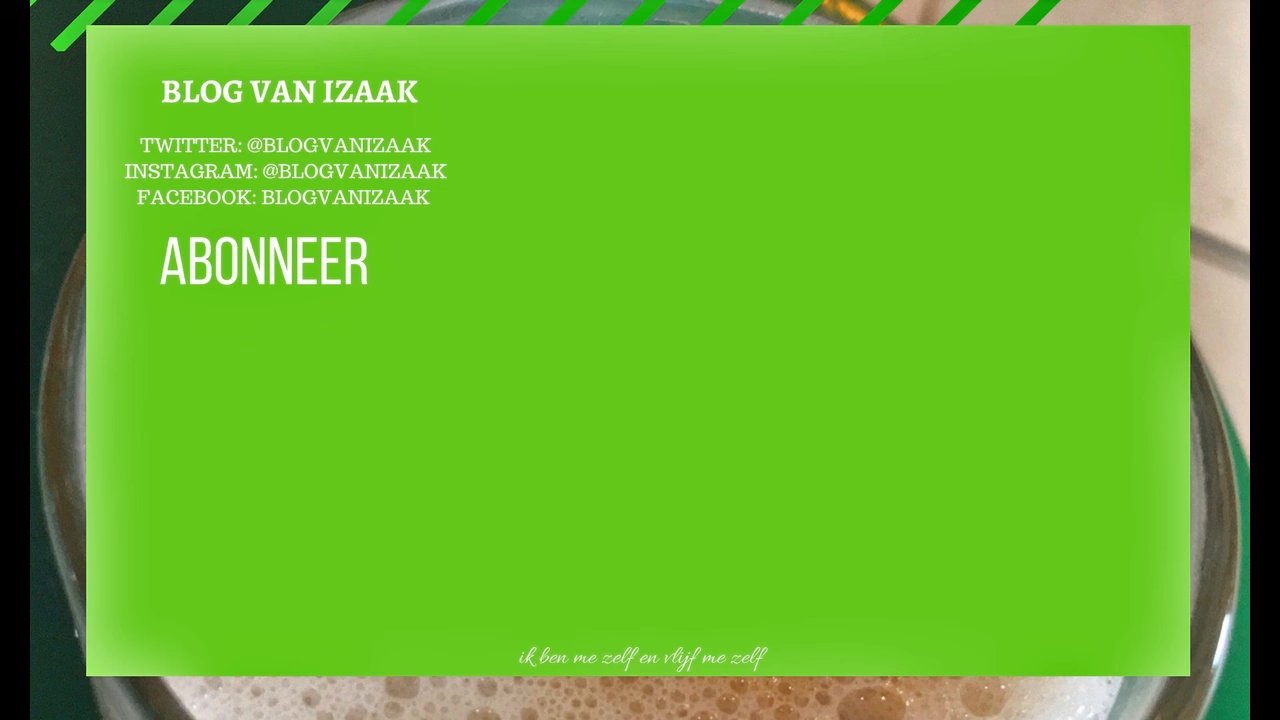 BLOG VAN IZAAK
TWITTER: @BLOGVANIZAAK
INSTAGRAM: @BLOGVANIZAAK
FACEBOOK: BLOGVANIZAAK
ABONNEER
ik ben me zelf en vlijf me zelf